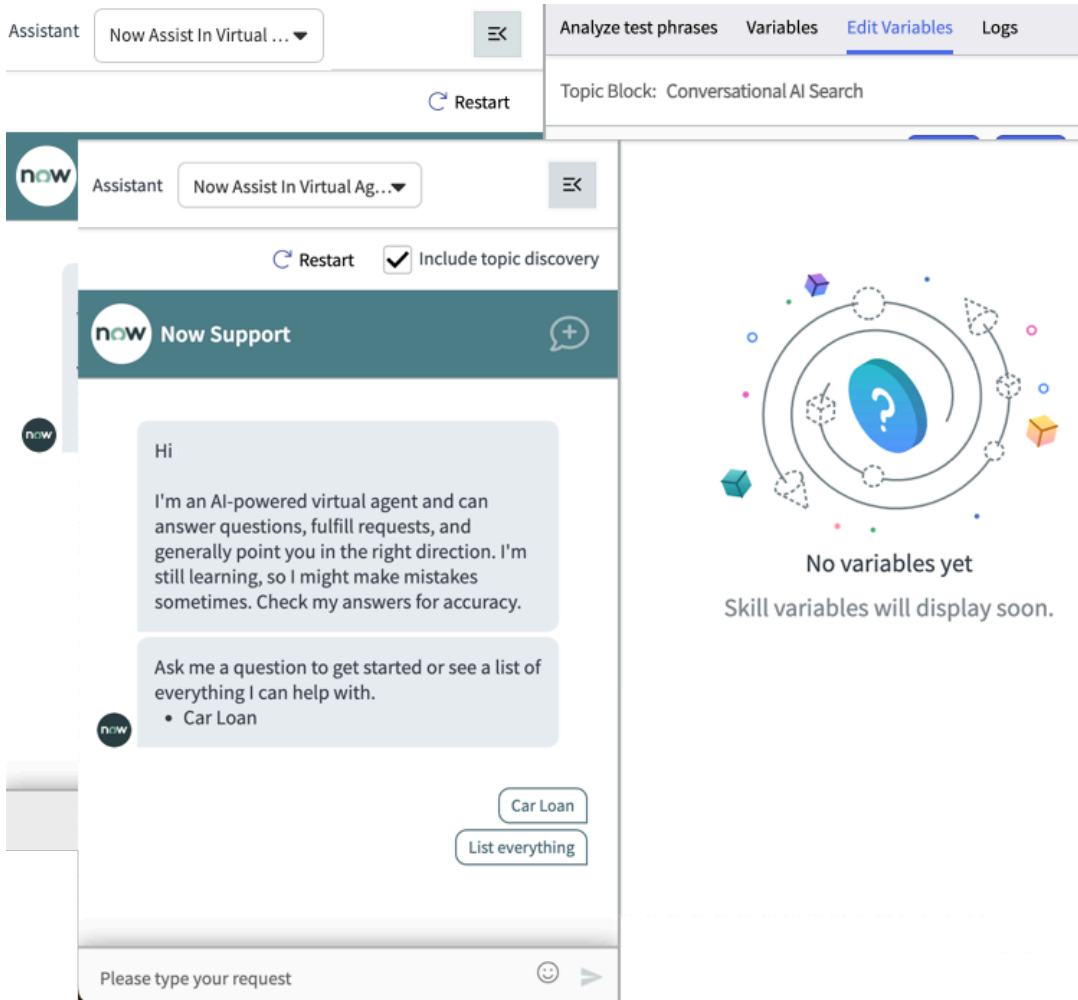 Assistant
Now Assist In Virtual ...
Analyze test phrases Variables Edit Variables Logs
Restart
Topic Block: Conversational AI Search
now
Assistant
Now Assist In Virtual Ag...
Restart
Include topic discovery
now
Now Support
now
Hi
I'm an AI-powered virtual agent and can
answer questions, fulfill requests, and
generally point you in the right direction. I'm
still learning, so I might make mistakes
sometimes. Check my answers for accuracy.
Ask me a question to get started or see a list of
everything I can help with.
• Car Loan
now
Car Loan
List everything
Please type your request
?
No variables yet
Skill variables will display soon.